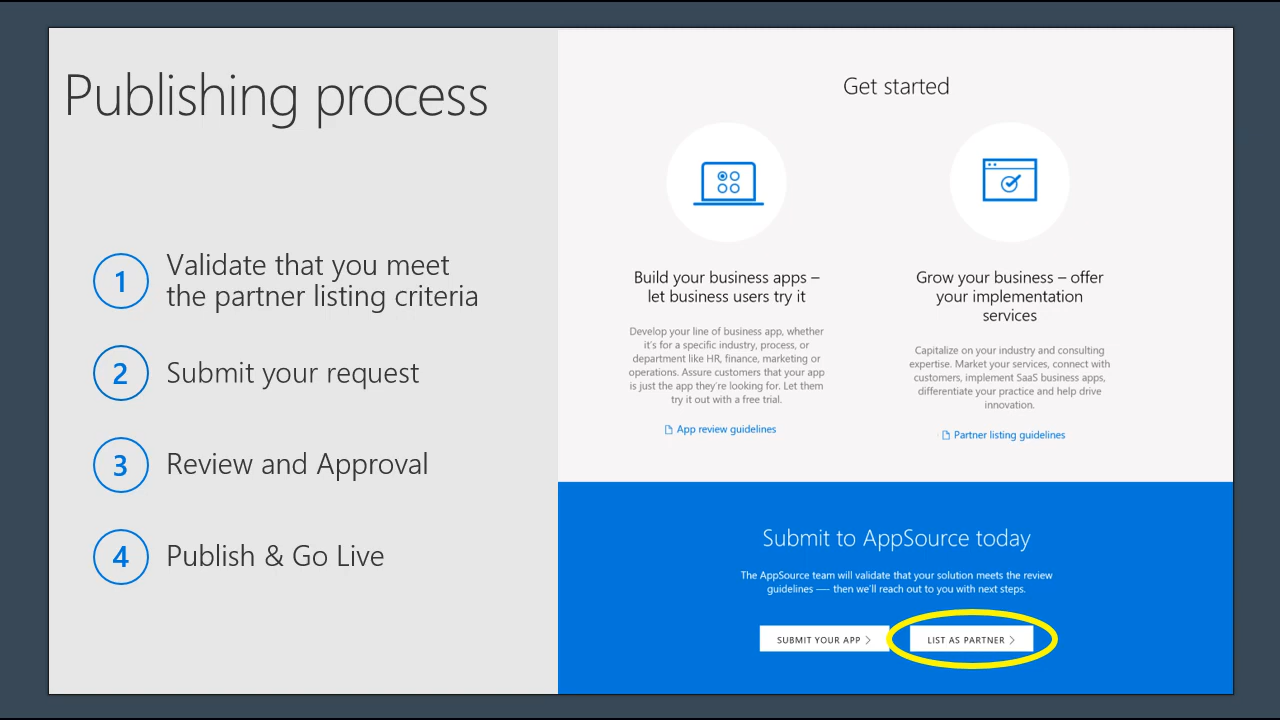 Publishing process
1
Validate that you meet
the partner listing criteria
2
Submit your request
3
Review and Approval
4
Publish & Go Live
Get started
Build your business apps –
let business users try it
Develop your line of business app, whether
it's for a specific industry, process, or
department like HR, finance, marketing or
operations. Assure customers that your app
is just the app they're looking for. Let them
try it out with a free trial.
App review guidelines
Grow your business – offer
your implementation
services
Capitalize on your industry and consulting
expertise. Market your services, connect with
customers, implement SaaS business apps,
differentiate your practice and help drive
innovation.
Partner listing guidelines
Submit to AppSource today
The AppSource team will validate that your solution meets the review
guidelines —- then we'll reach out to you with next steps.
SUBMIT YOUR APP >
LIST AS PARTNER >